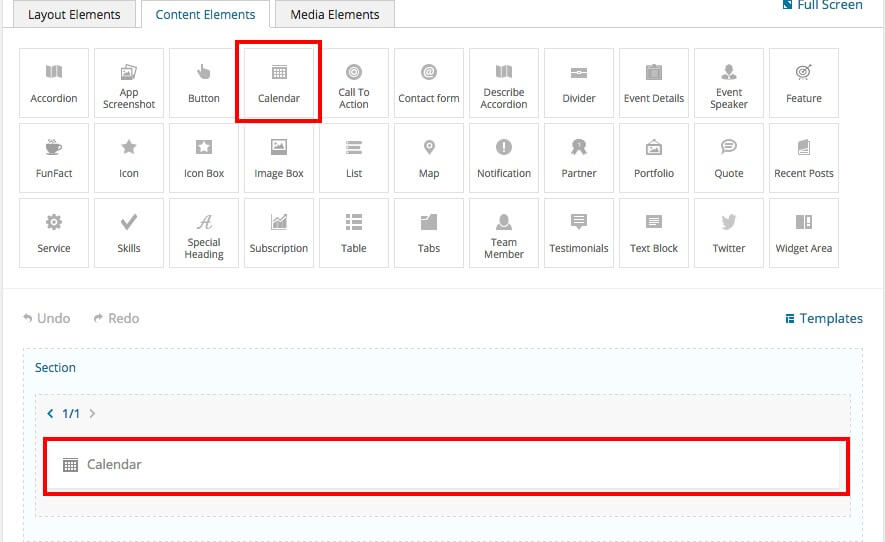 Full Screen
Layout Elements
Content Elements
Media Elements
Accordion
App
Screenshot
Button
Calendar
Call To
Action
Contact form
Describe
Accordion
Divider
Event Details
Event
Speaker
Feature
FunFact
Icon
Icon Box
Image Box
List
Map
Notification
Partner
Portfolio
Quote
Recent Posts
Service
Skills
Special
Heading
Subscription
Table
Tabs
Team
Member
Testimonials
Text Block
Twitter
Widget Area
Undo
Redo
Templates
Section
1/1
Calendar